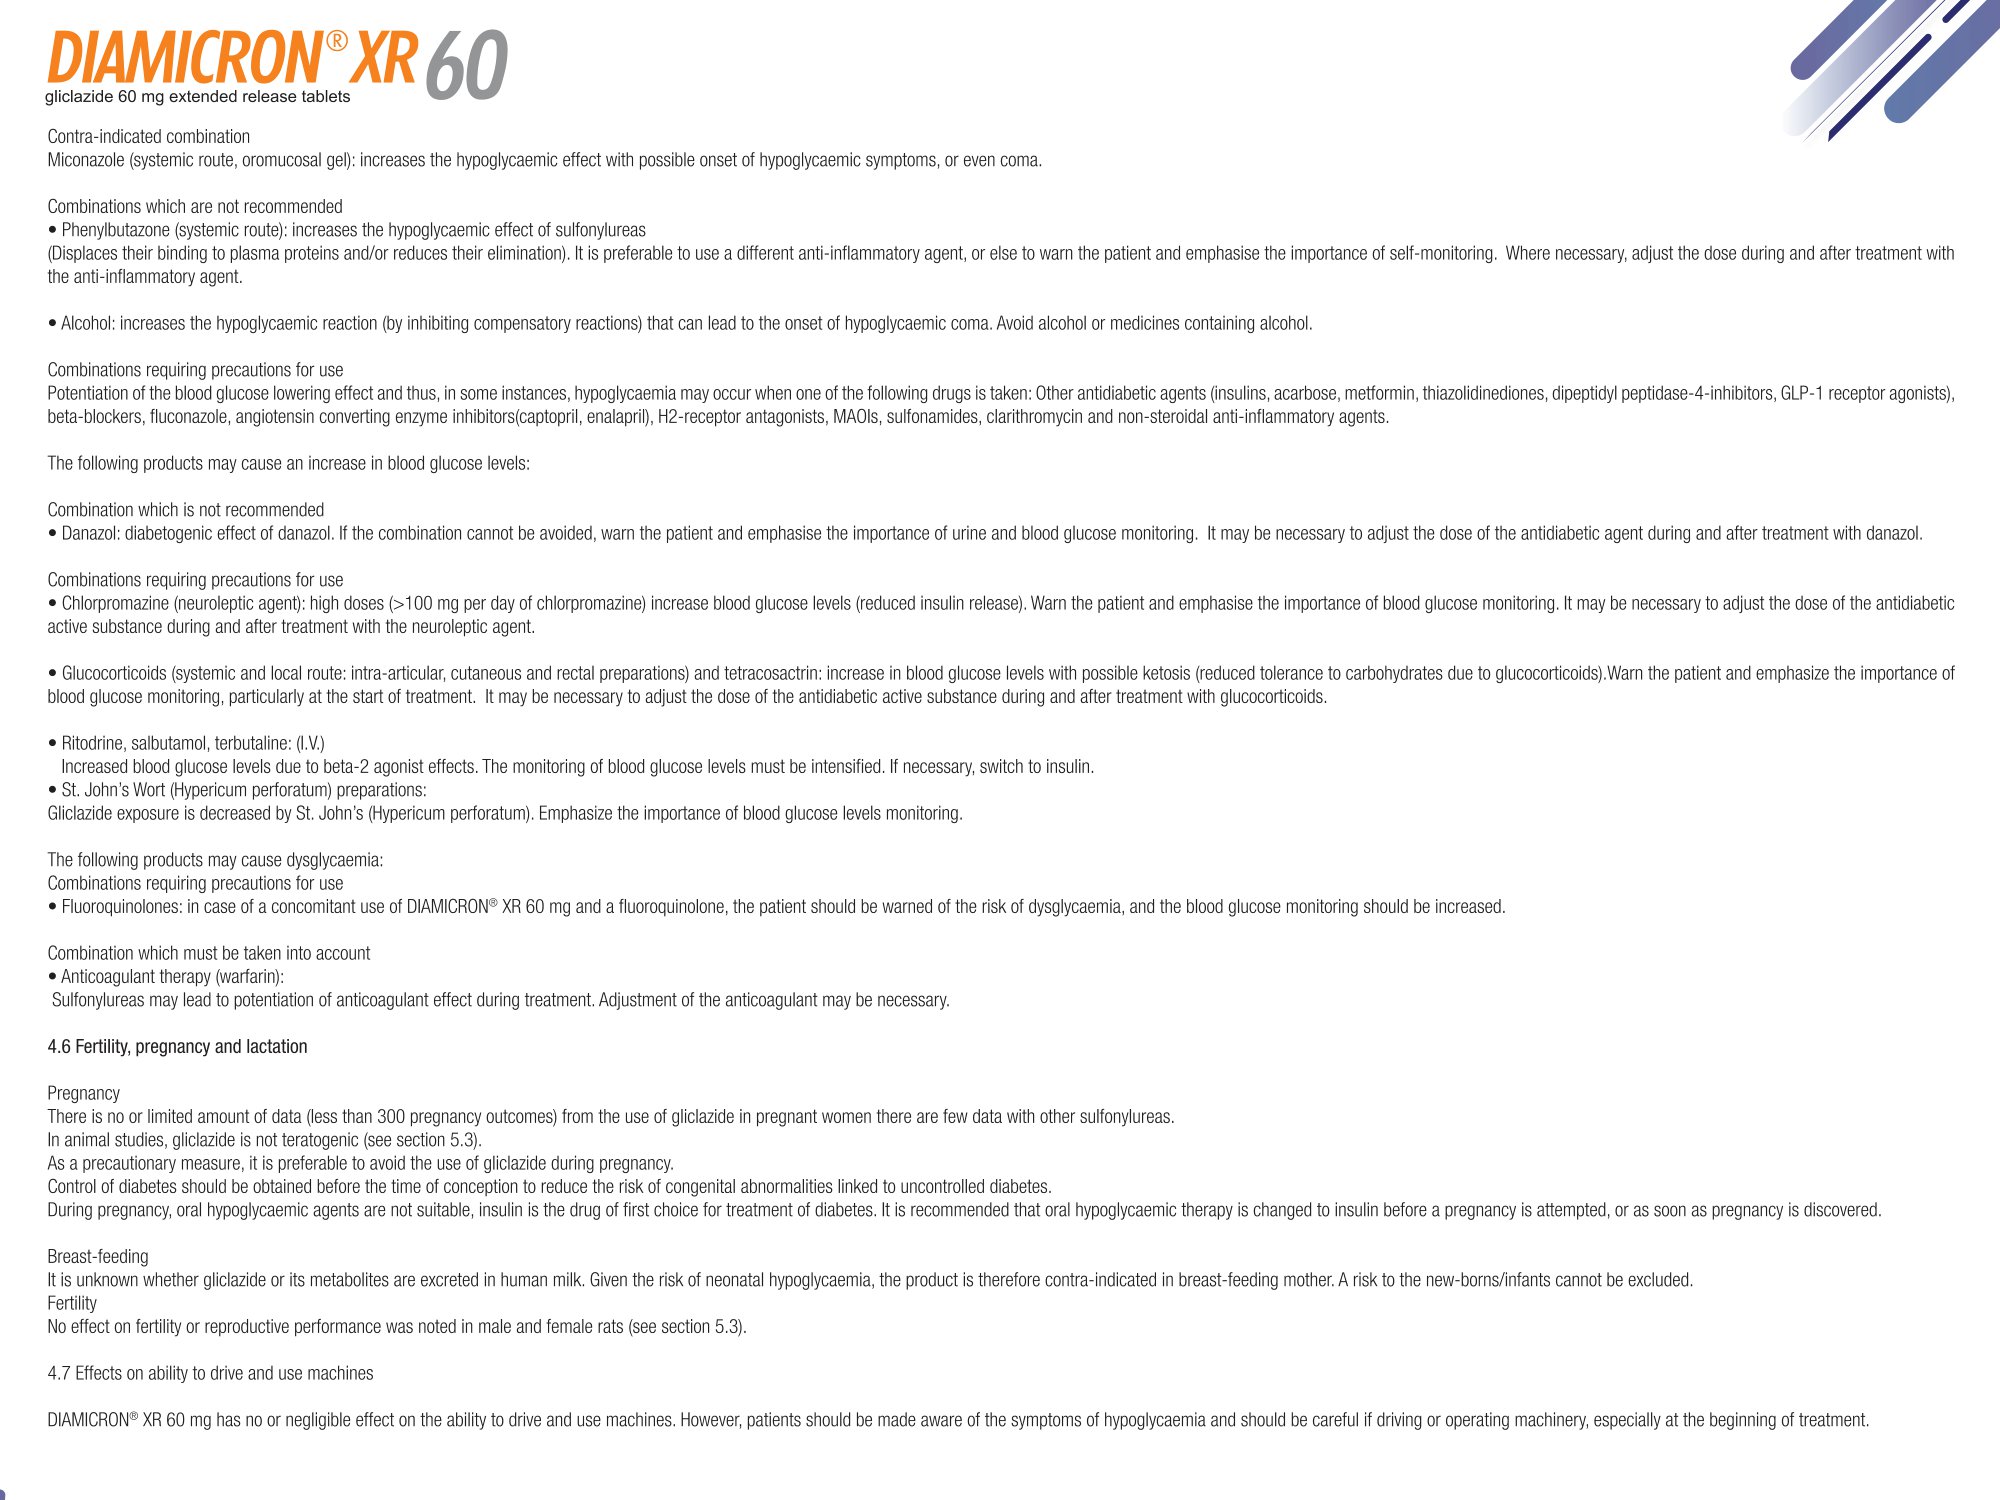 DIAMICRON® XR 60
gliclazide 60 mg extended release tablets
Contra-indicated combination
Miconazole (systemic route, oromucosal gel): increases the hypoglycaemic effect with possible onset of hypoglycaemic symptoms, or even coma.
Combinations which are not recommended
• Phenylbutazone (systemic route): increases the hypoglycaemic effect of sulfonylureas
(Displaces their binding to plasma proteins and/or reduces their elimination). It is preferable to use a different anti-inflammatory agent, or else to warn the patient and emphasise the importance of self-monitoring.  Where necessary, adjust the dose during and after treatment with
the anti-inflammatory agent.
• Alcohol: increases the hypoglycaemic reaction (by inhibiting compensatory reactions) that can lead to the onset of hypoglycaemic coma. Avoid alcohol or medicines containing alcohol.
Combinations requiring precautions for use
Potentiation of the blood glucose lowering effect and thus, in some instances, hypoglycaemia may occur when one of the following drugs is taken: Other antidiabetic agents (insulins, acarbose, metformin, thiazolidinediones, dipeptidyl peptidase-4-inhibitors, GLP-1 receptor agonists),
beta-blockers, fluconazole, angiotensin converting enzyme inhibitors(captopril, enalapril), H2-receptor antagonists, MAOIs, sulfonamides, clarithromycin and non-steroidal anti-inflammatory agents.
The following products may cause an increase in blood glucose levels:
Combination which is not recommended
• Danazol: diabetogenic effect of danazol. If the combination cannot be avoided, warn the patient and emphasise the importance of urine and blood glucose monitoring.  It may be necessary to adjust the dose of the antidiabetic agent during and after treatment with danazol.
Combinations requiring precautions for use
• Chlorpromazine (neuroleptic agent): high doses (>100 mg per day of chlorpromazine) increase blood glucose levels (reduced insulin release). Warn the patient and emphasise the importance of blood glucose monitoring. It may be necessary to adjust the dose of the antidiabetic
active substance during and after treatment with the neuroleptic agent.
• Glucocorticoids (systemic and local route: intra-articular, cutaneous and rectal preparations) and tetracosactrin: increase in blood glucose levels with possible ketosis (reduced tolerance to carbohydrates due to glucocorticoids).Warn the patient and emphasize the importance of
blood glucose monitoring, particularly at the start of treatment.  It may be necessary to adjust the dose of the antidiabetic active substance during and after treatment with glucocorticoids.
• Ritodrine, salbutamol, terbutaline: (I.V.)
Increased blood glucose levels due to beta-2 agonist effects. The monitoring of blood glucose levels must be intensified. If necessary, switch to insulin.
• St. John's Wort (Hypericum perforatum) preparations:
Gliclazide exposure is decreased by St. John's (Hypericum perforatum). Emphasize the importance of blood glucose levels monitoring.
The following products may cause dysglycaemia:
Combinations requiring precautions for use
• Fluoroquinolones: in case of a concomitant use of DIAMICRON® XR 60 mg and a fluoroquinolone, the patient should be warned of the risk of dysglycaemia, and the blood glucose monitoring should be increased.
Combination which must be taken into account
• Anticoagulant therapy (warfarin):
Sulfonylureas may lead to potentiation of anticoagulant effect during treatment. Adjustment of the anticoagulant may be necessary.
4.6 Fertility, pregnancy and lactation
Pregnancy
There is no or limited amount of data (less than 300 pregnancy outcomes) from the use of gliclazide in pregnant women there are few data with other sulfonylureas.
In animal studies, gliclazide is not teratogenic (see section 5.3).
As a precautionary measure, it is preferable to avoid the use of gliclazide during pregnancy.
Control of diabetes should be obtained before the time of conception to reduce the risk of congenital abnormalities linked to uncontrolled diabetes.
During pregnancy, oral hypoglycaemic agents are not suitable, insulin is the drug of first choice for treatment of diabetes. It is recommended that oral hypoglycaemic therapy is changed to insulin before a pregnancy is attempted, or as soon as pregnancy is discovered.
Breast-feeding
It is unknown whether gliclazide or its metabolites are excreted in human milk. Given the risk of neonatal hypoglycaemia, the product is therefore contra-indicated in breast-feeding mother. A risk to the new-borns/infants cannot be excluded.
Fertility
No effect on fertility or reproductive performance was noted in male and female rats (see section 5.3).
4.7 Effects on ability to drive and use machines
DIAMICRON® XR 60 mg has no or negligible effect on the ability to drive and use machines. However, patients should be made aware of the symptoms of hypoglycaemia and should be careful if driving or operating machinery, especially at the beginning of treatment.